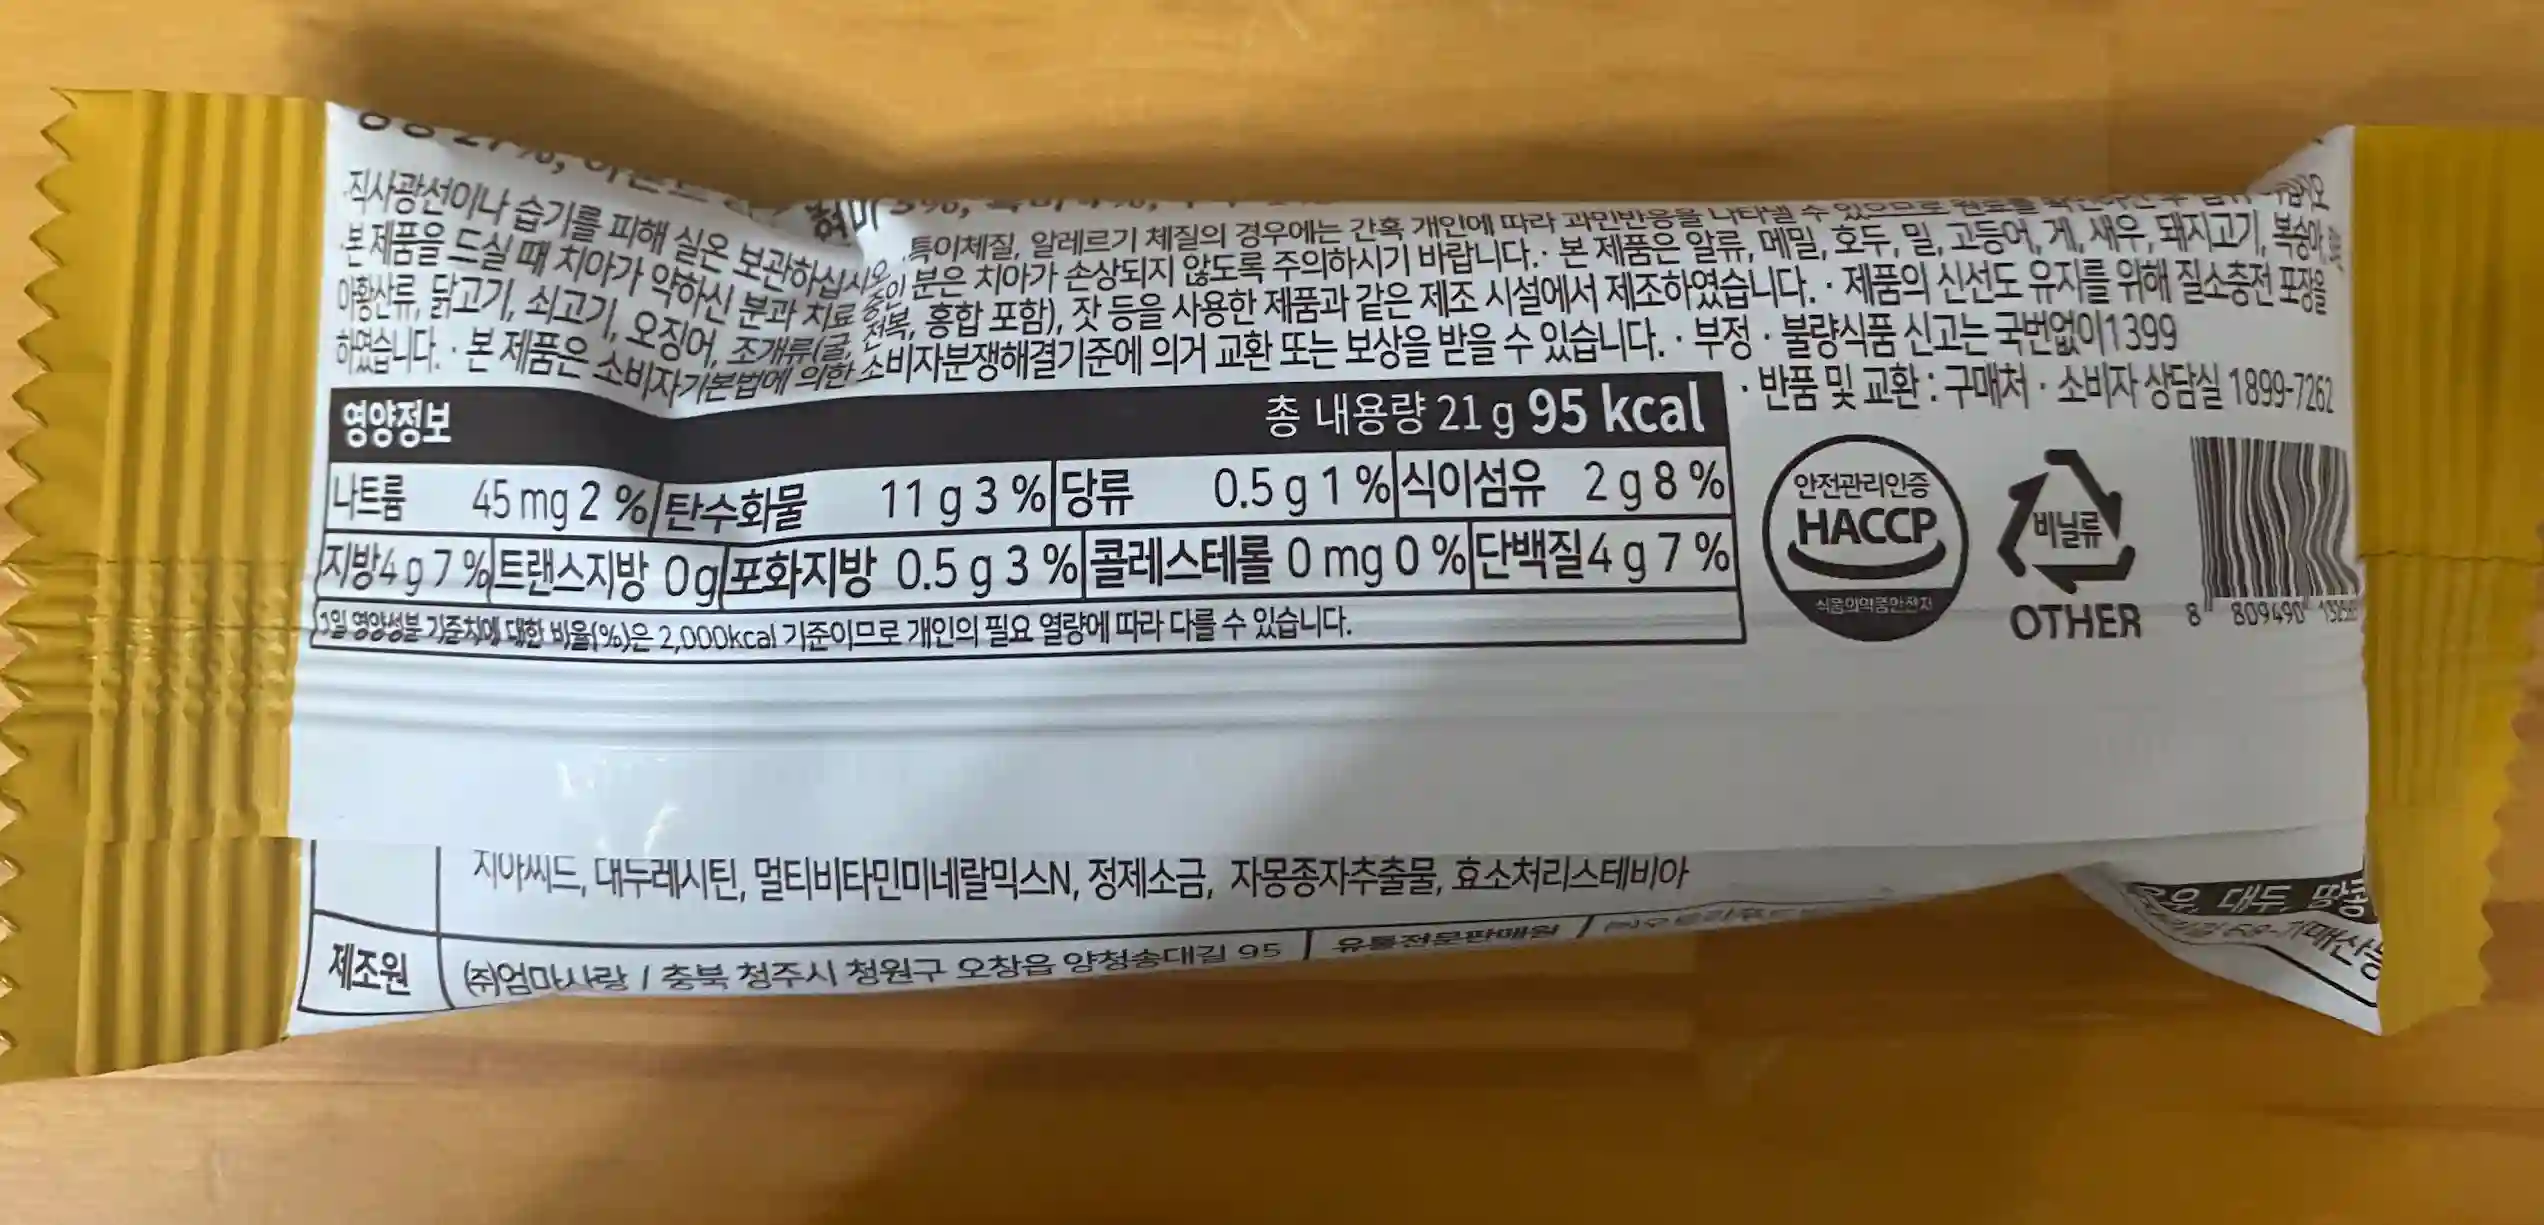 직사광선이나 습기를 피해 실온 보관하십시오. · 특이체질, 알레르기 체질의 경우에는 간혹 개인에 따라 과민반응을 나타낼 수 있으므로
본 제품을 드실 때 치아가 약하신 분과 치료 중인 분은 치아가 손상되지 않도록 주의하시기 바랍니다. · 본 제품은 알류, 메밀, 호두, 밀, 고등어, 게, 새우, 돼지고기, 복숭아,
아황산류, 닭고기, 쇠고기, 오징어, 조개류(굴, 전복, 홍합 포함), 잣 등을 사용한 제품과 같은 제조 시설에서 제조하였습니다. · 제품의 신선도 유지를 위해 질소충전 포장을
하였습니다. · 본 제품은 소비자기본법에 의한 소비자분쟁해결기준에 의거 교환 또는 보상을 받을 수 있습니다. · 부정 · 불량식품 신고는 국번없이1399
· 반품 및 교환 : 구매처 · 소비자 상담실 1899-7262
영양정보 총 내용량 21 g 95 kcal
나트륨 45 mg 2 % 탄수화물 11 g 3 % 당류 0.5 g 1 % 식이섬유 2 g 8 %
지방4 g 7 % 트랜스지방 0g 포화지방 0.5 g 3 % 콜레스테롤 0 mg 0 % 단백질4 g 7 %
1일 영양성분 기준치에 대한 비율(%)은 2,000kcal 기준이므로 개인의 필요 열량에 따라 다를 수 있습니다.
안전관리인증
HACCP
식품의약품안전처
비닐류
OTHER
8 809490
치아씨드, 대두레시틴, 멀티비타민미네랄믹스N, 정제소금, 자몽종자추출물, 효소처리스테비아
대두, 땅콩
제조원 ㈜엄마사랑 / 충북 청주시 청원구 오창읍 양청송대길 95 유통전문판매원